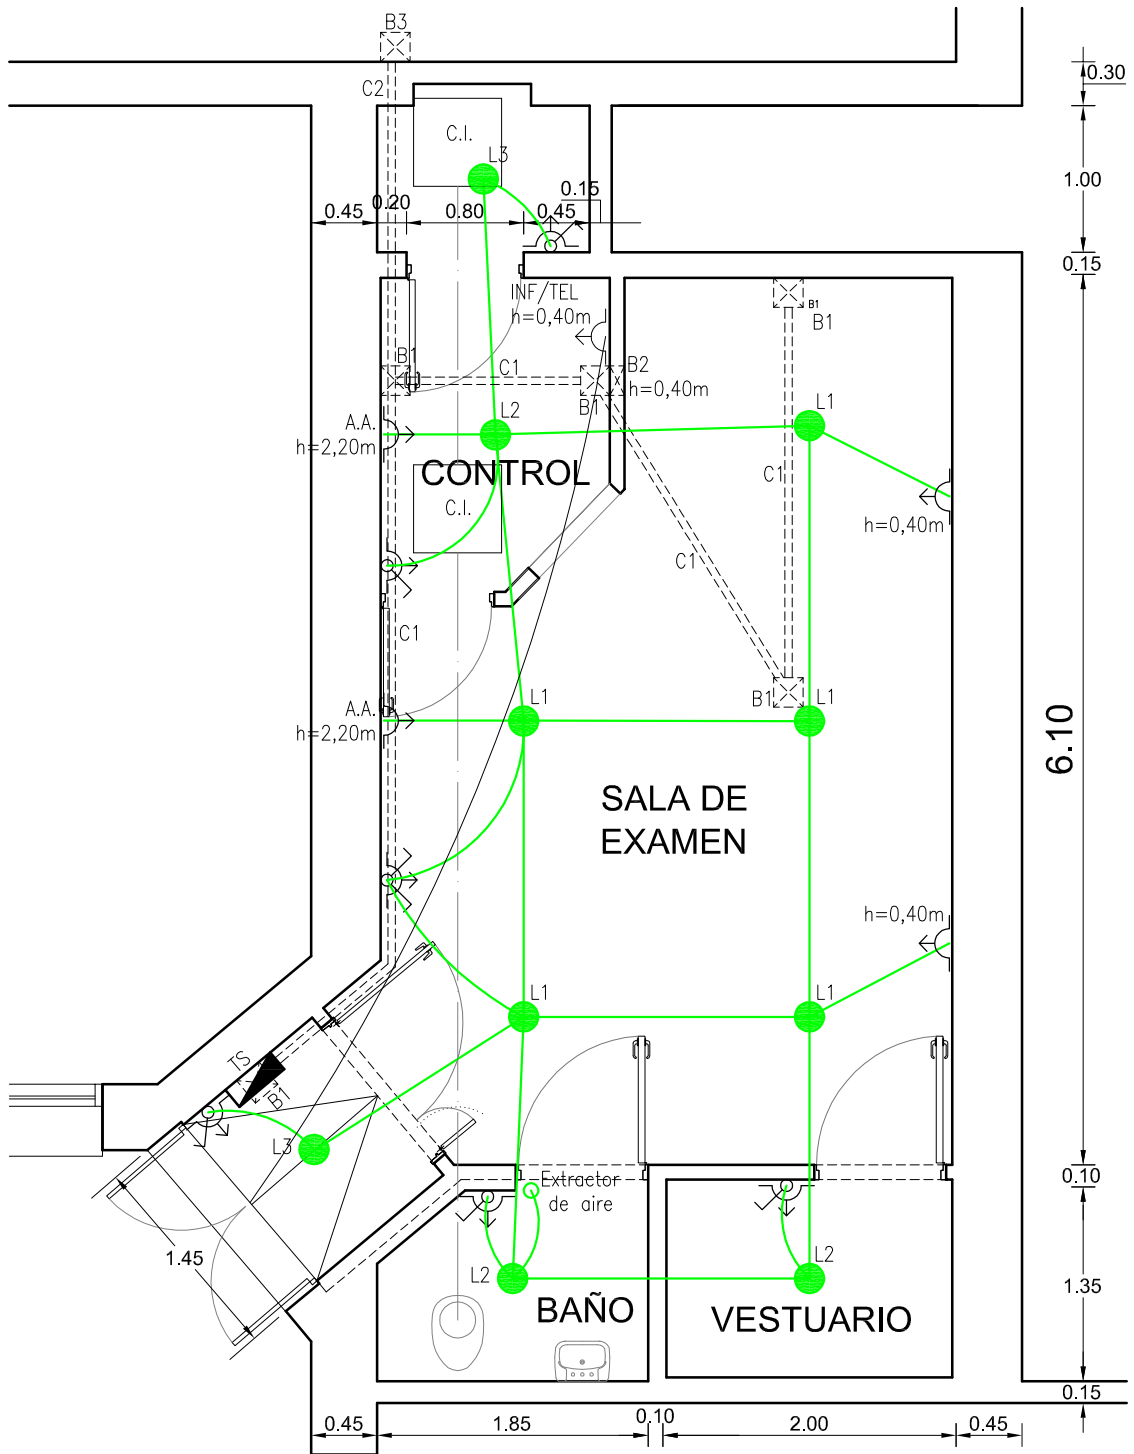 B3
0.30
C2
C.I.
L3
1.00
0.15
0.20
0.45
0.80
0.45
0.15
INF/TEL
h=0,40m
B1
B1
B1
C1
B2
h=0,40m
B1
L1
L2
A.A.
h=2,20m
CONTROL
C1
C.I.
h=0,40m
C1
C1
B1
L1
L1
A.A.
h=2,20m
6.10
SALA DE
EXAMEN
h=0,40m
L1
L1
TS
B1
L3
Extractor
de aire
0.10
1.45
L2
L2
BAÑO
VESTUARIO
1.35
0.15
0.45
1.85
0.10
2.00
0.45